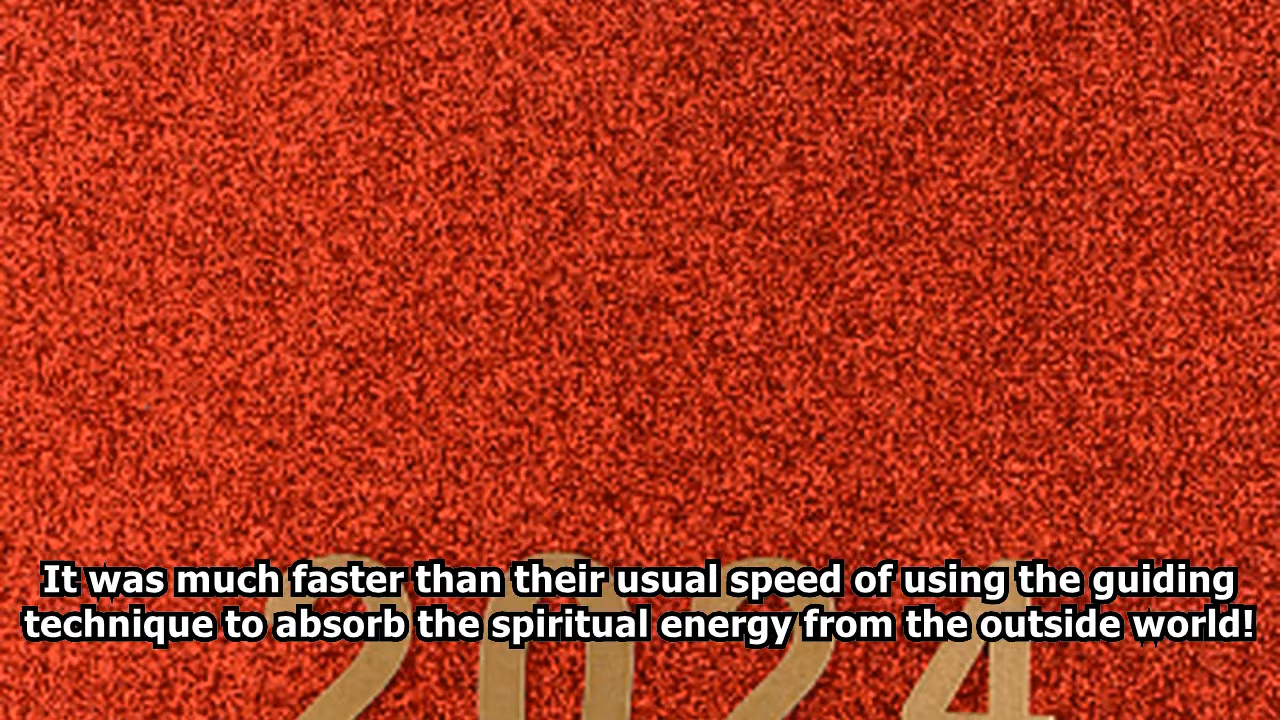 It was much faster than their usual speed of using the guiding
technique to absorb the spiritual energy from the outside world!
2024